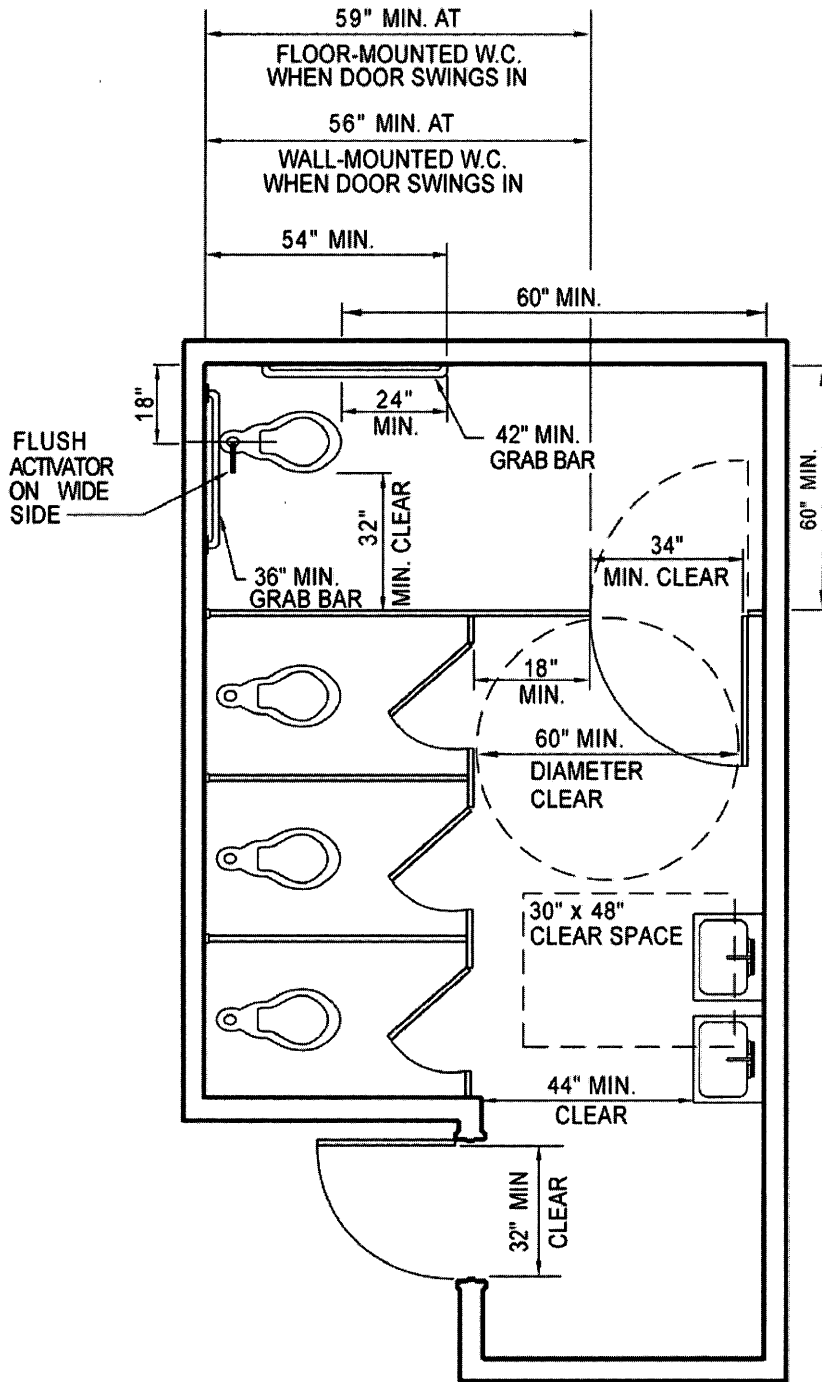 59" MIN. AT
FLOOR-MOUNTED W.C.
WHEN DOOR SWINGS IN
56" MIN. AT
WALL-MOUNTED W.C.
WHEN DOOR SWINGS IN
54" MIN.
60" MIN.
18"
24"
MIN.
42" MIN.
GRAB BAR
FLUSH
ACTIVATOR
ON WIDE
SIDE
36" MIN.
GRAB BAR
32"
MIN. CLEAR
34"
MIN. CLEAR
60" MIN.
18"
MIN.
60" MIN.
DIAMETER
CLEAR
30" x 48"
CLEAR SPACE
44" MIN.
CLEAR
32" MIN
CLEAR